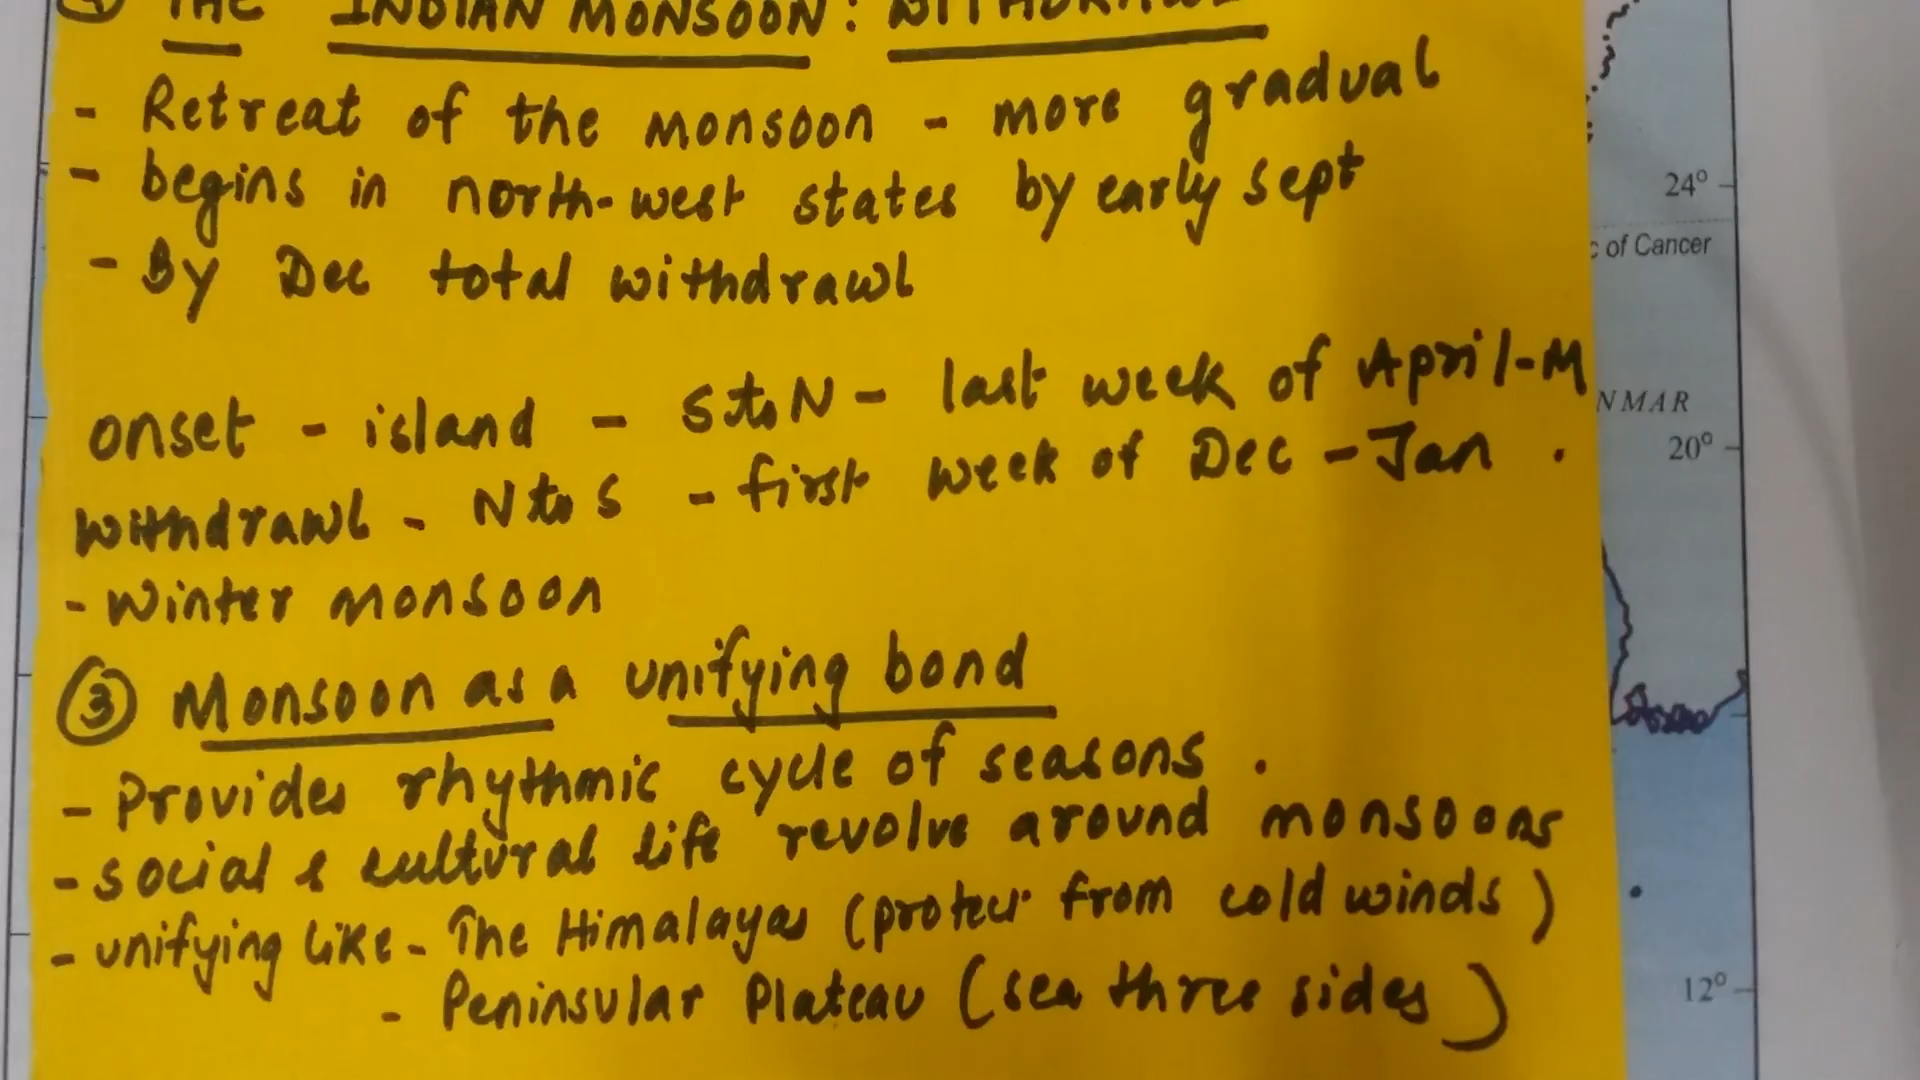 THE INDIAN MONSOON: WITHDRAWL
- Retreat of the monsoon - more gradual
- begins in north-west states by early sept
- By Dec total withdrawl
onset - island - S to N - last week of April-M
withdrawl - N to S - first week of Dec - Jan .
- Winter monsoon
③ Monsoon as a unifying bond
- Provides rhythmic cycle of seasons .
- social & cultural life revolve around monsoons
- unifying like - The Himalayas (protect from cold winds)
- Peninsular Plateau (sea three sides)
24°
of Cancer
NMAR
20°
12°